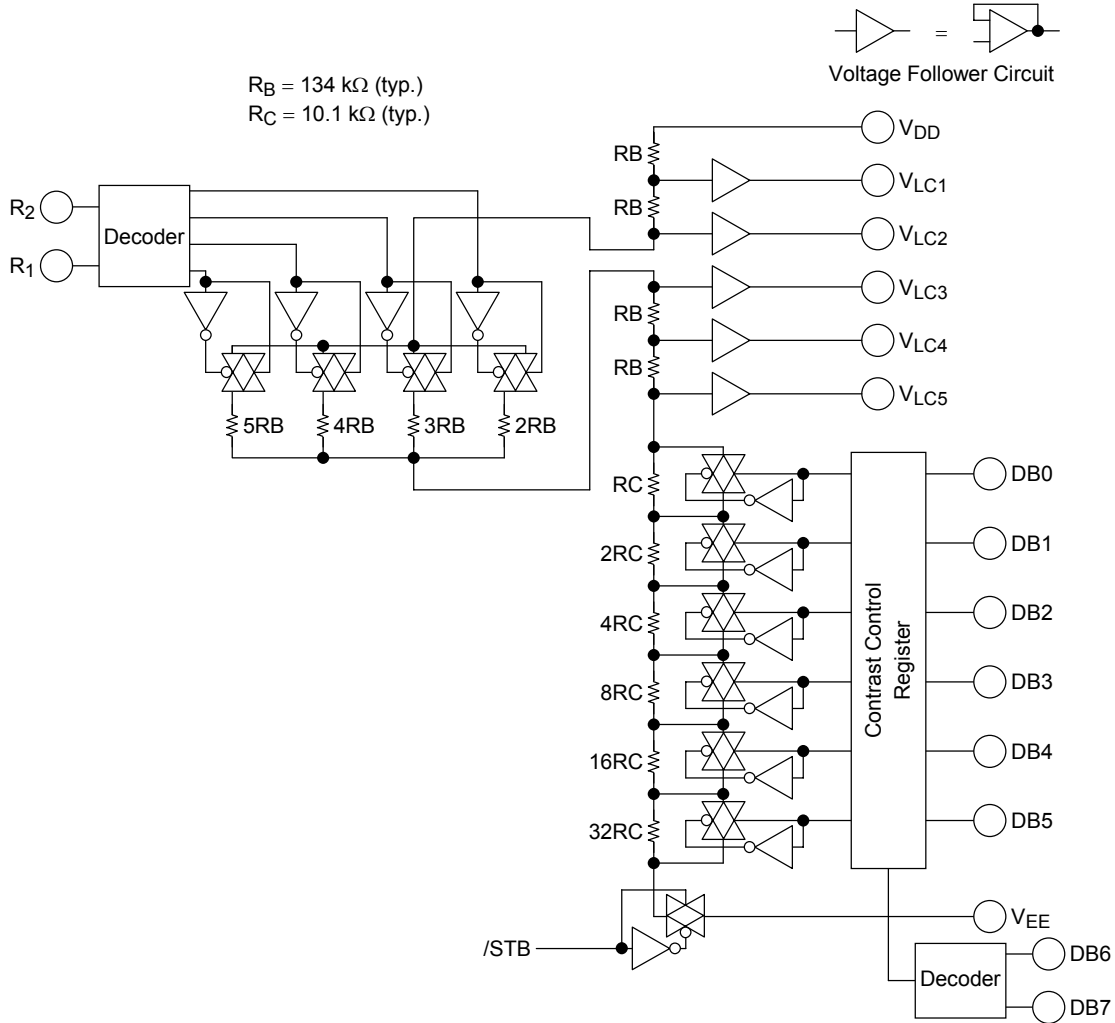 =
Voltage Follower Circuit
RB = 134 kΩ (typ.)
RC = 10.1 kΩ (typ.)
VDD
RB
VLC1
R2
Decoder
RB
VLC2
R1
VLC3
RB
VLC4
RB
VLC5
5RB
4RB
3RB
2RB
RC
DB0
2RC
DB1
4RC
DB2
Contrast Control
Register
8RC
DB3
16RC
DB4
32RC
DB5
VEE
/STB
DB6
Decoder
DB7